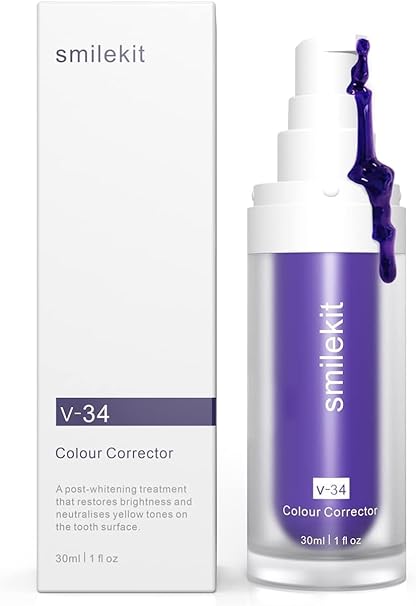 smilekit
V-34
Colour Corrector
A post-whitening treatment
that restores brightness and
neutralises yellow tones on
the tooth surface.
30ml | 1 fl oz
smilekit
V-34
Colour Corrector
30ml | 1 fl oz